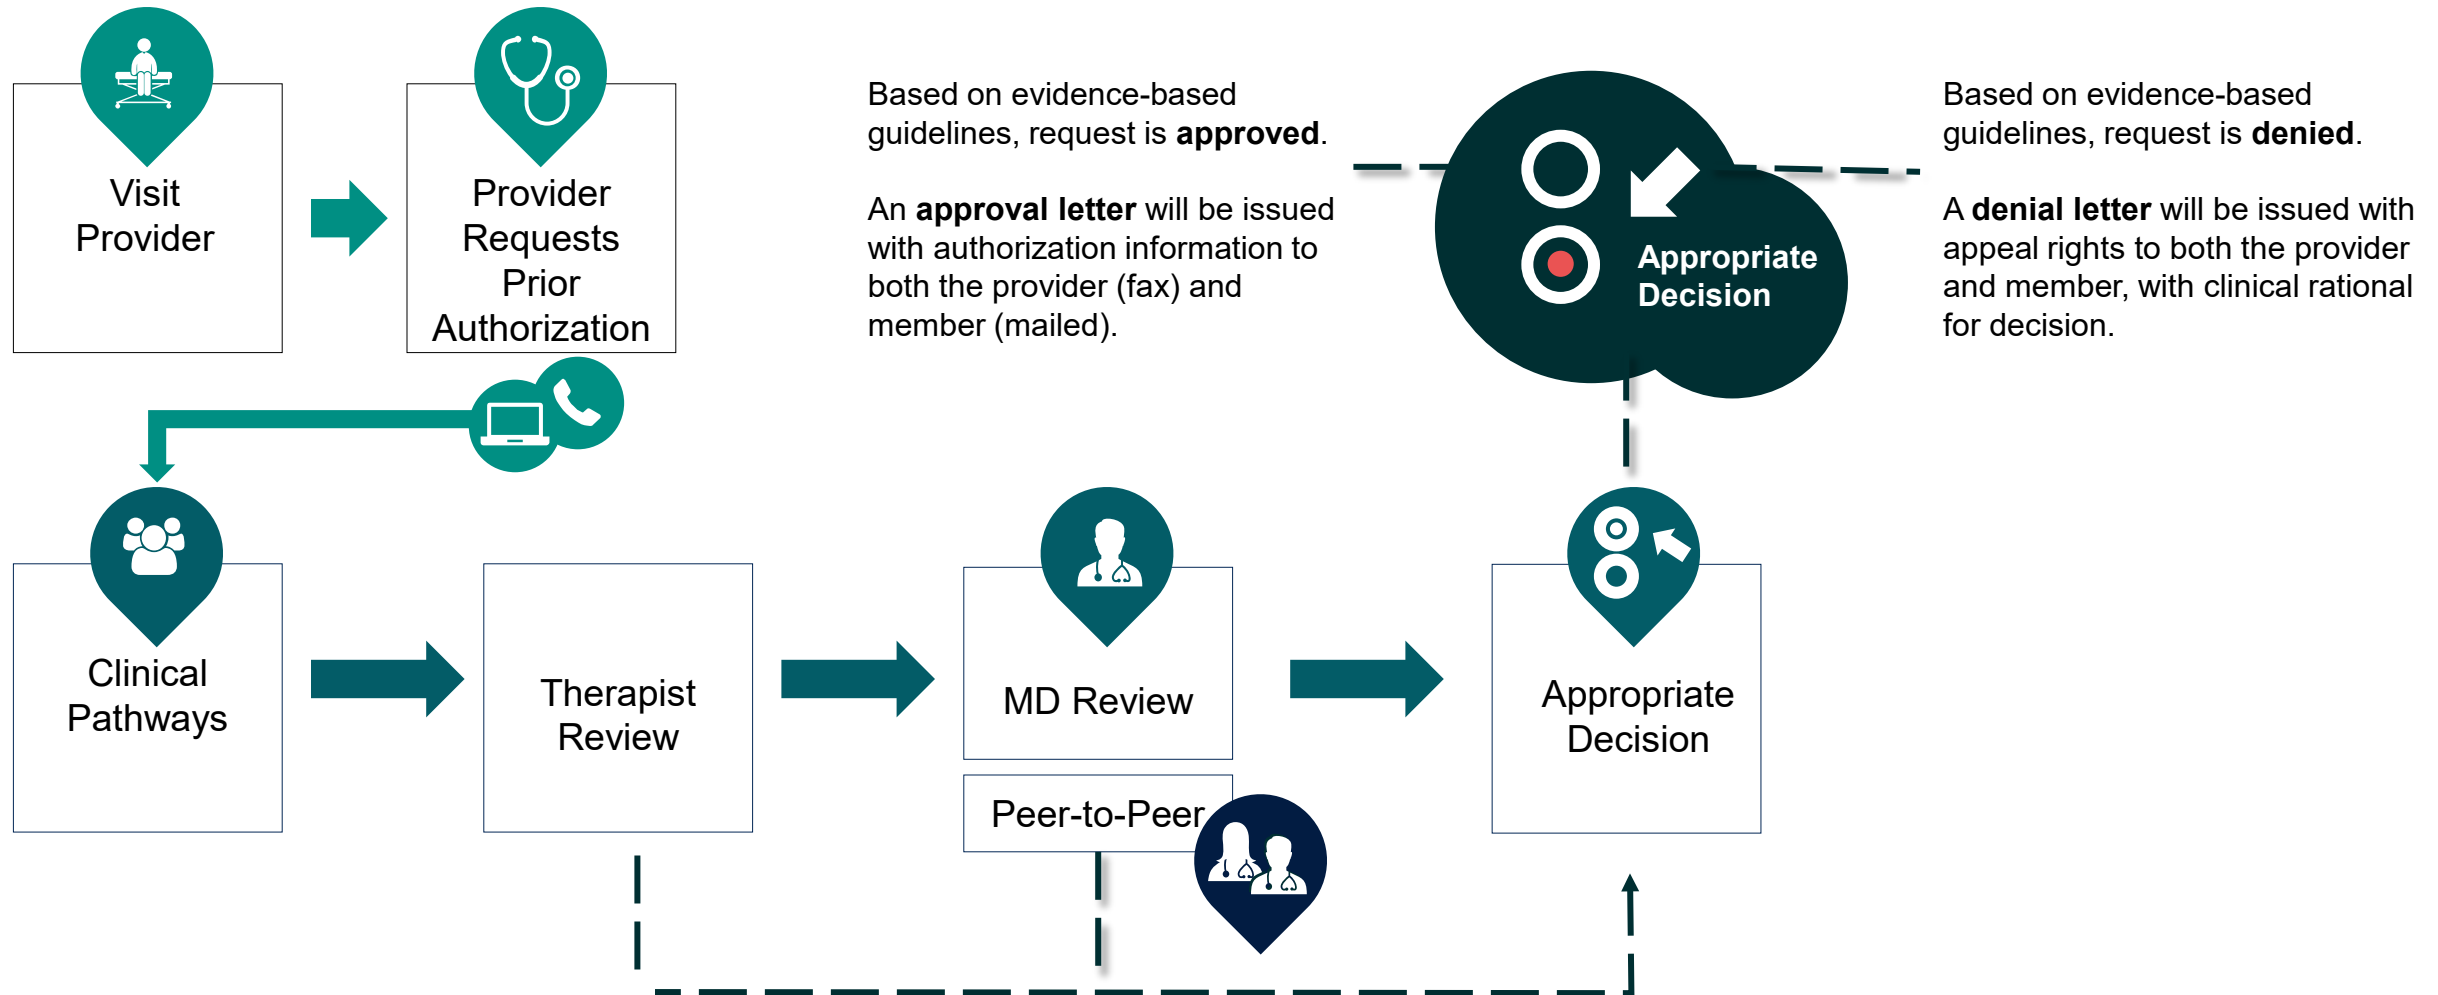 Visit
Provider
Provider
Requests
Prior
Authorization
Based on evidence-based
guidelines, request is approved.
An approval letter will be issued
with authorization information to
both the provider (fax) and
member (mailed).
Appropriate
Decision
Based on evidence-based
guidelines, request is denied.
A denial letter will be issued with
appeal rights to both the provider
and member, with clinical rational
for decision.
Clinical
Pathways
Therapist
Review
MD Review
Peer-to-Peer
Appropriate
Decision